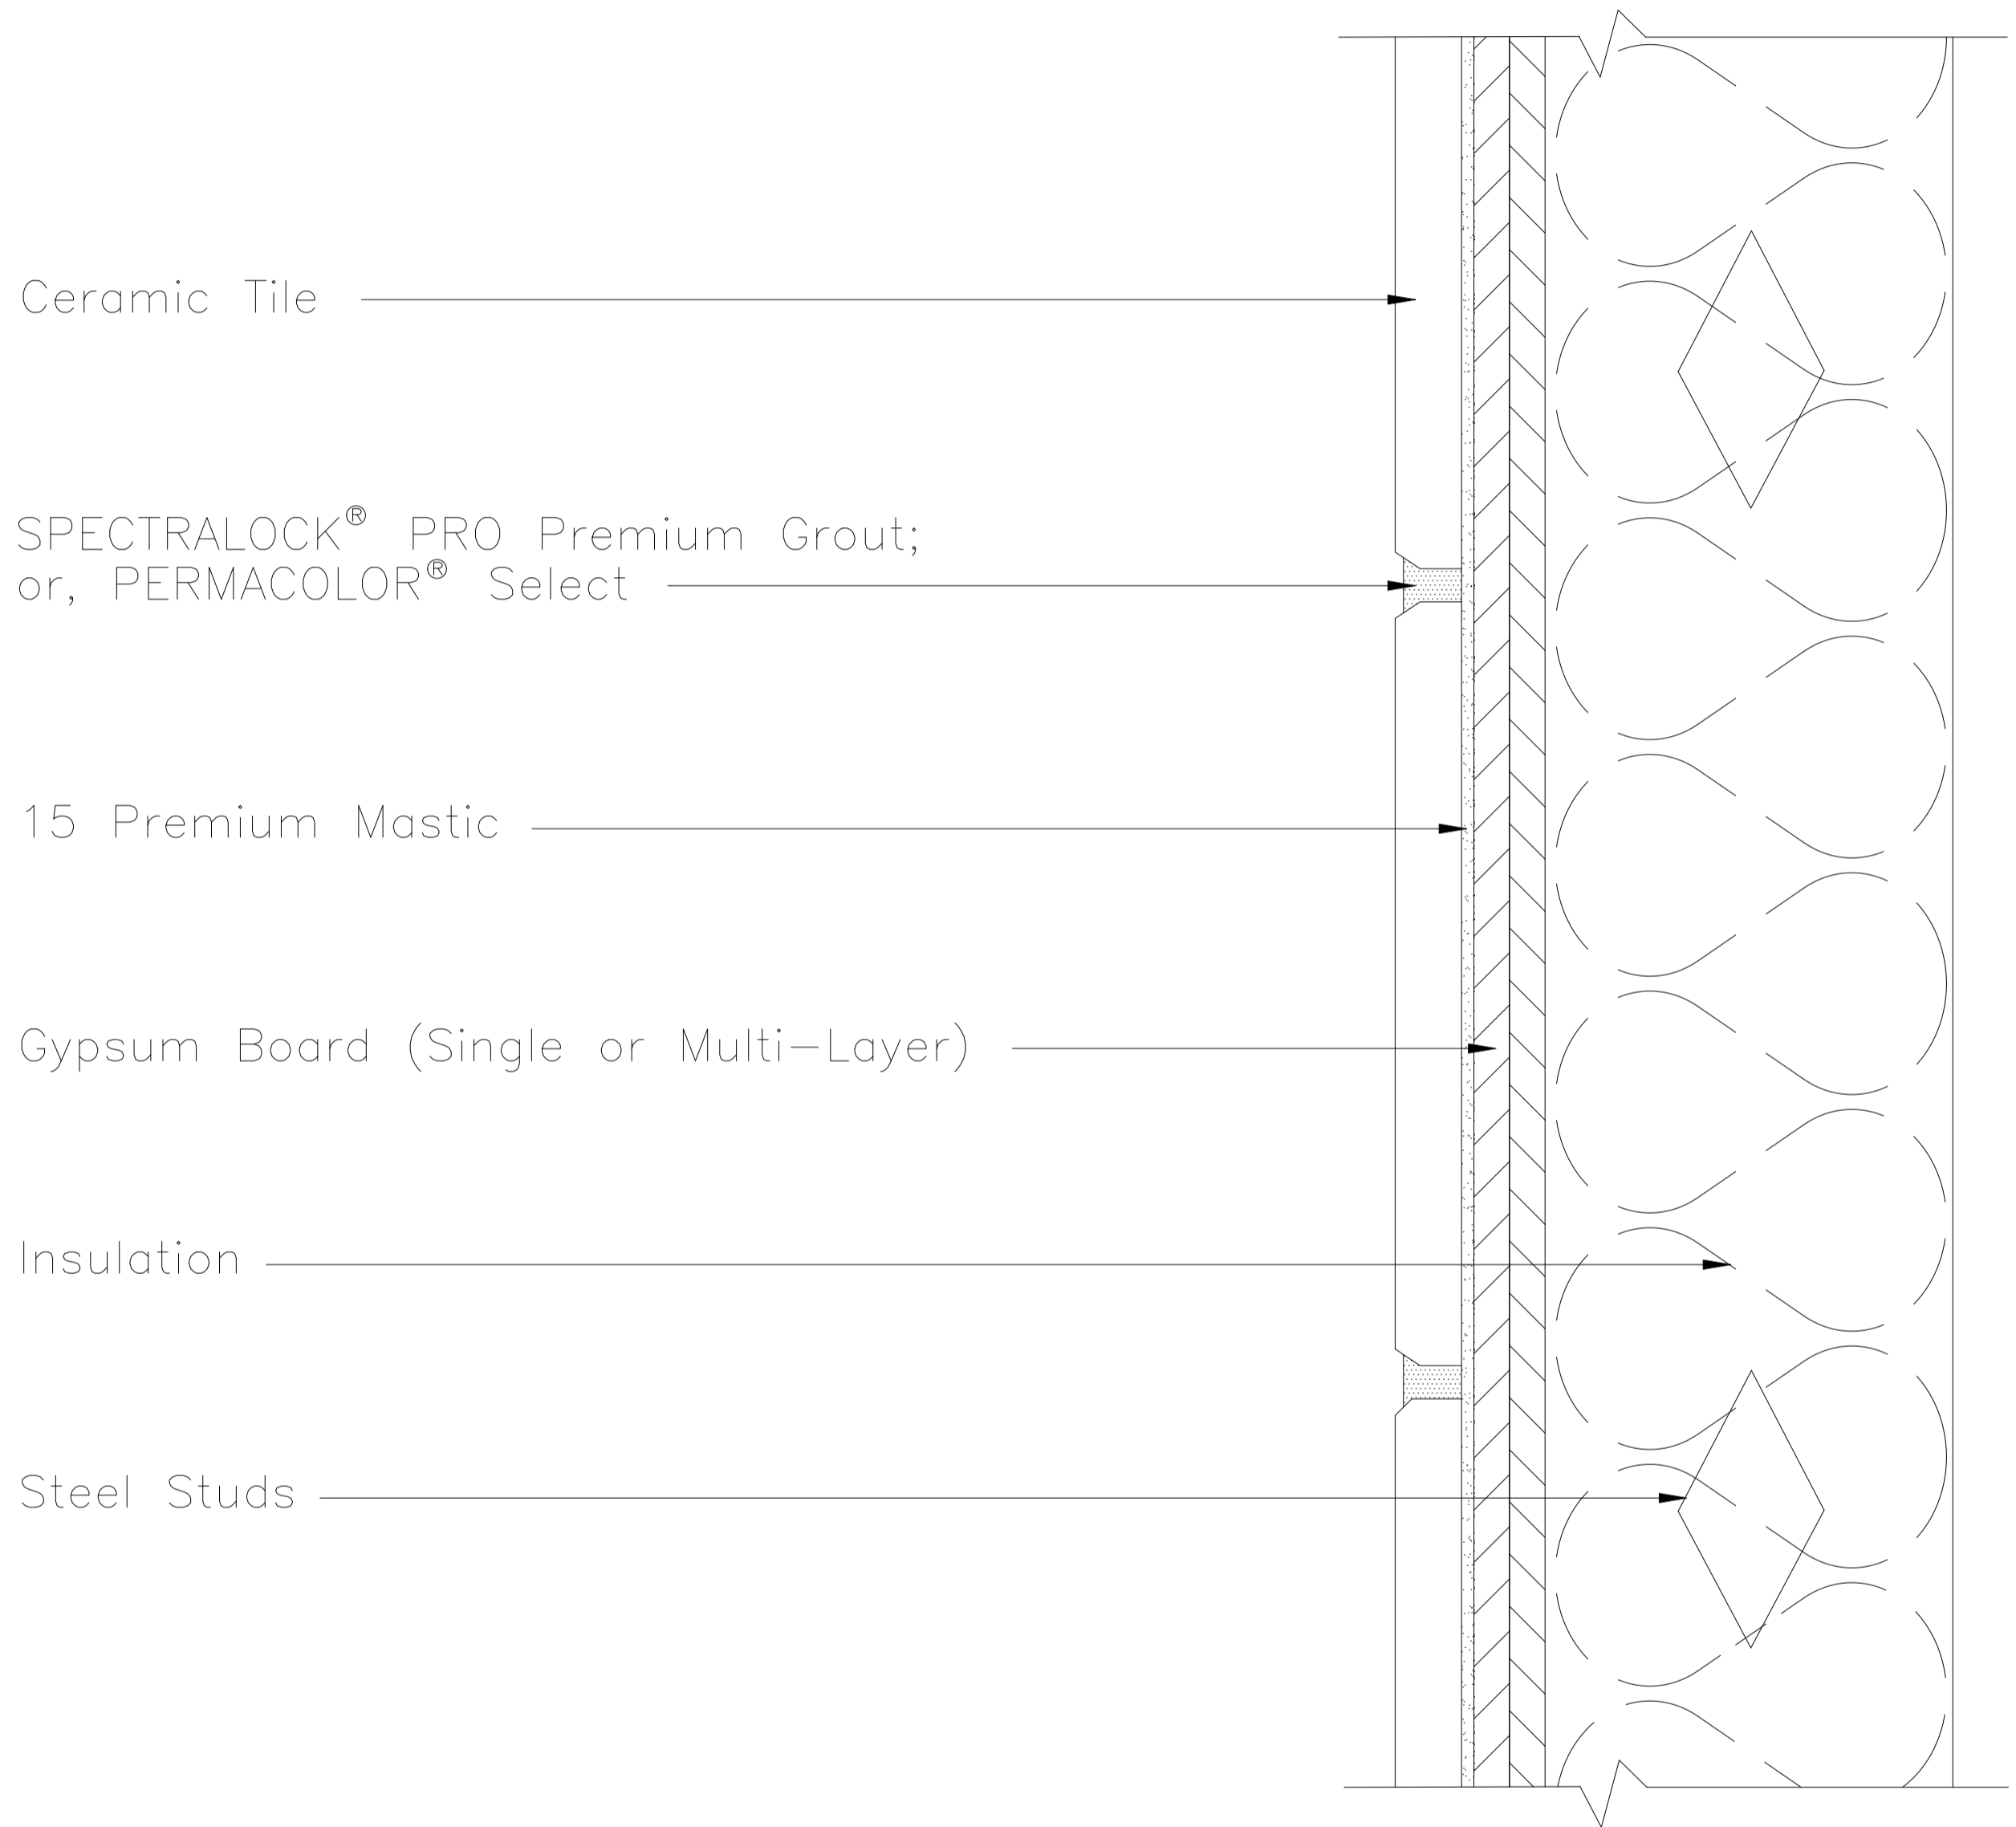 Ceramic Tile
SPECTRALOCK® PRO Premium Grout;
or, PERMACOLOR® Select
15 Premium Mastic
Gypsum Board (Single or Multi-Layer)
Insulation
Steel Studs